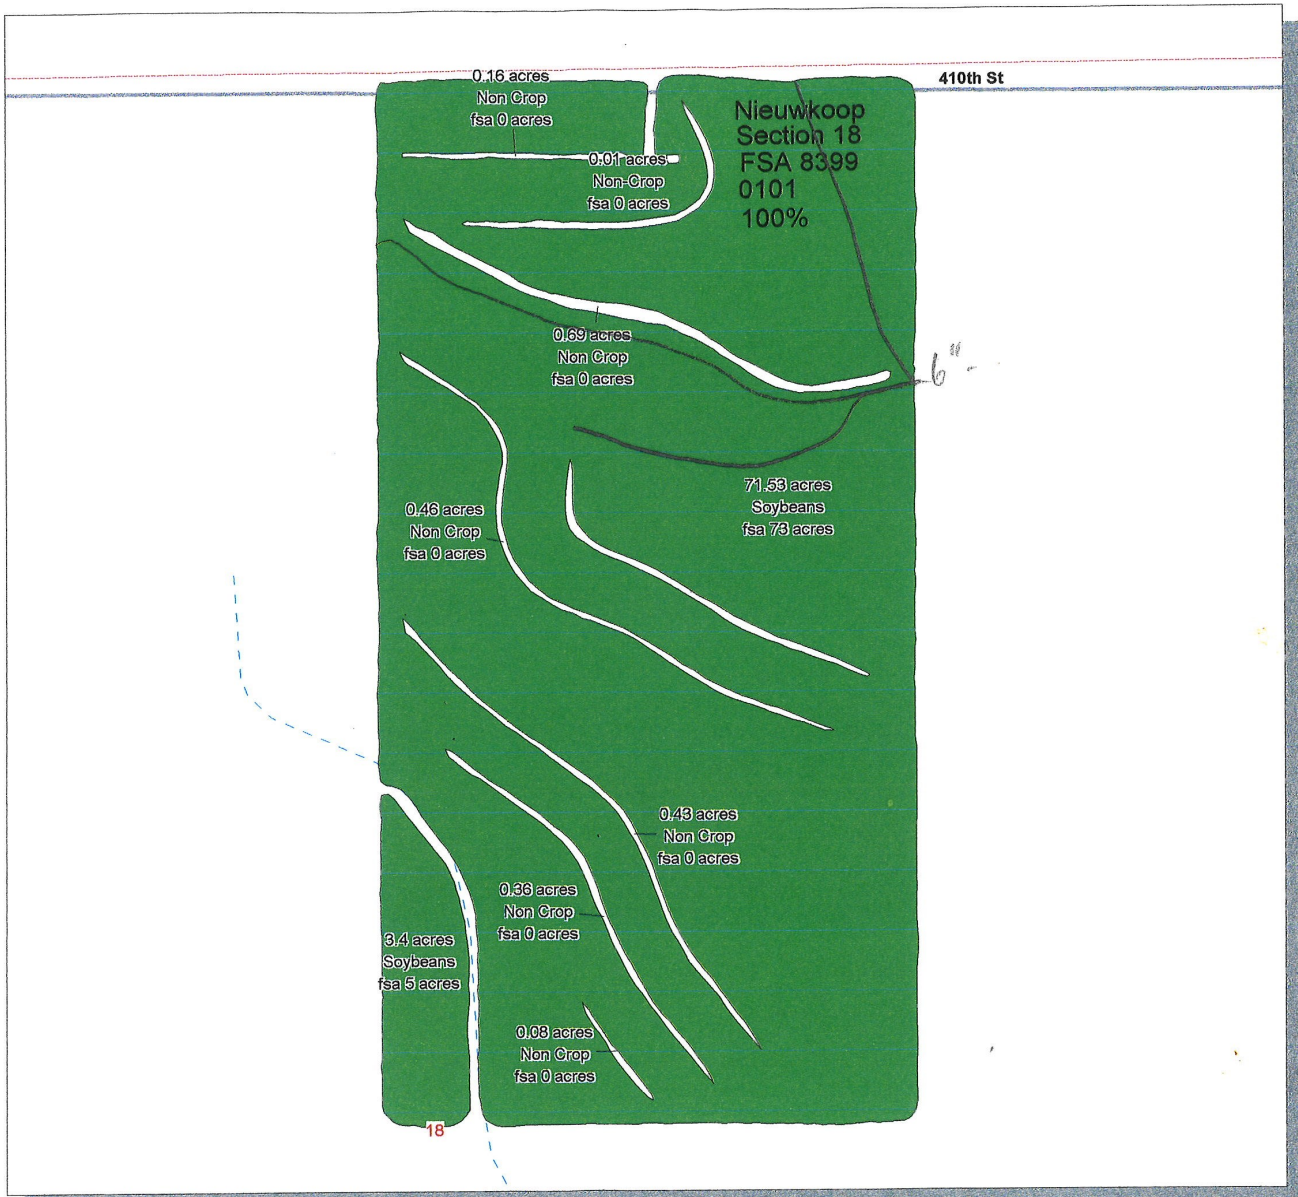 410th St
0.16 acres
Non Crop
fsa 0 acres
Nieuwkoop
Section 18
FSA 8399
0101
100%
0.01 acres
Non-Crop
fsa 0 acres
0.69 acres
Non Crop
fsa 0 acres
6"
71.53 acres
Soybeans
fsa 73 acres
0.46 acres
Non Crop
fsa 0 acres
0.43 acres
Non Crop
fsa 0 acres
0.36 acres
Non Crop
fsa 0 acres
3.4 acres
Soybeans
fsa 5 acres
0.08 acres
Non Crop
fsa 0 acres
18